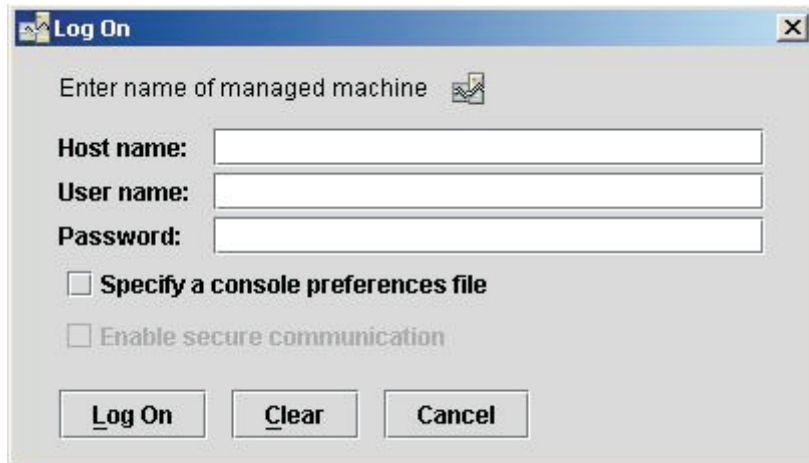 Log On
Enter name of managed machine
Host name:
User name:
Password:
Specify a console preferences file
Enable secure communication
Log On Clear Cancel